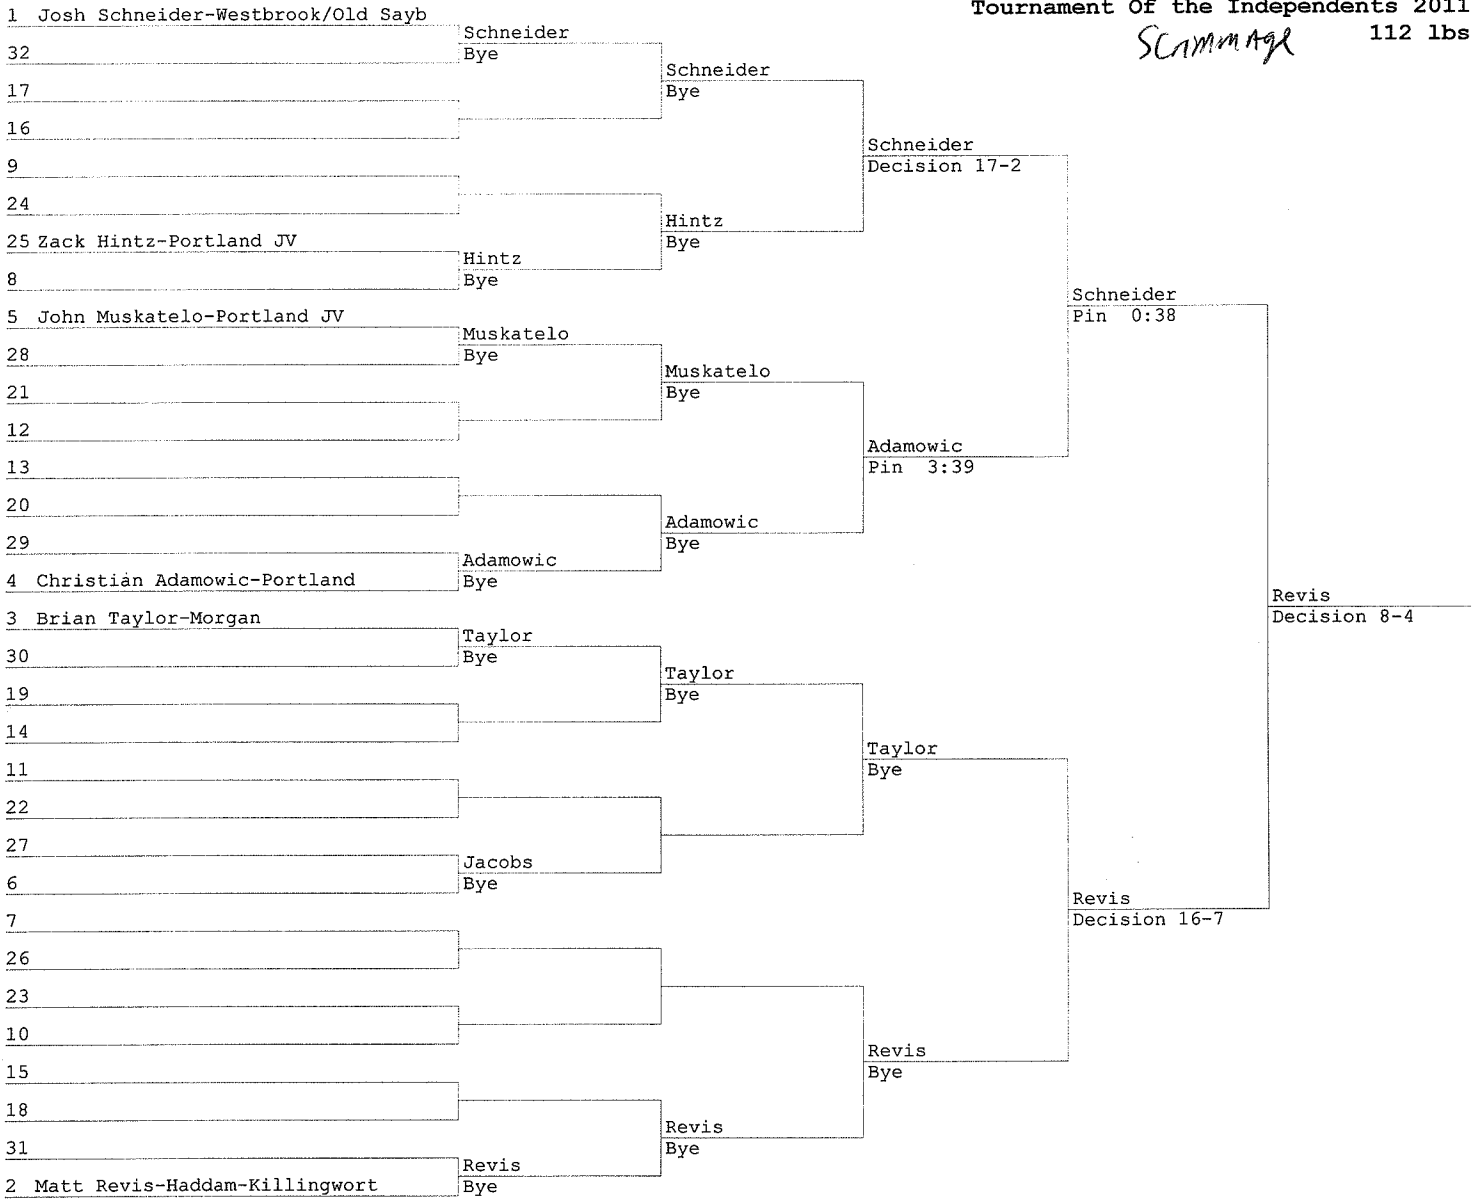 Tournament Of the Independents 2011
Scrimmage 112 lbs
1 Josh Schneider-Westbrook/Old Sayb
32
17
16
9
24
25 Zack Hintz-Portland JV
8
5 John Muskatelo-Portland JV
28
21
12
13
20
29
4 Christian Adamowic-Portland
3 Brian Taylor-Morgan
30
19
14
11
22
27
6
7
26
23
10
15
18
31
2 Matt Revis-Haddam-Killingwort
Schneider
Bye
Hintz
Bye
Muskatelo
Bye
Adamowic
Bye
Taylor
Bye
Jacobs
Bye
Revis
Bye
Schneider
Bye
Hintz
Bye
Muskatelo
Bye
Adamowic
Bye
Taylor
Bye
Revis
Bye
Schneider
Decision 17-2
Adamowic
Pin 3:39
Taylor
Bye
Revis
Bye
Schneider
Pin 0:38
Revis
Decision 16-7
Revis
Decision 8-4